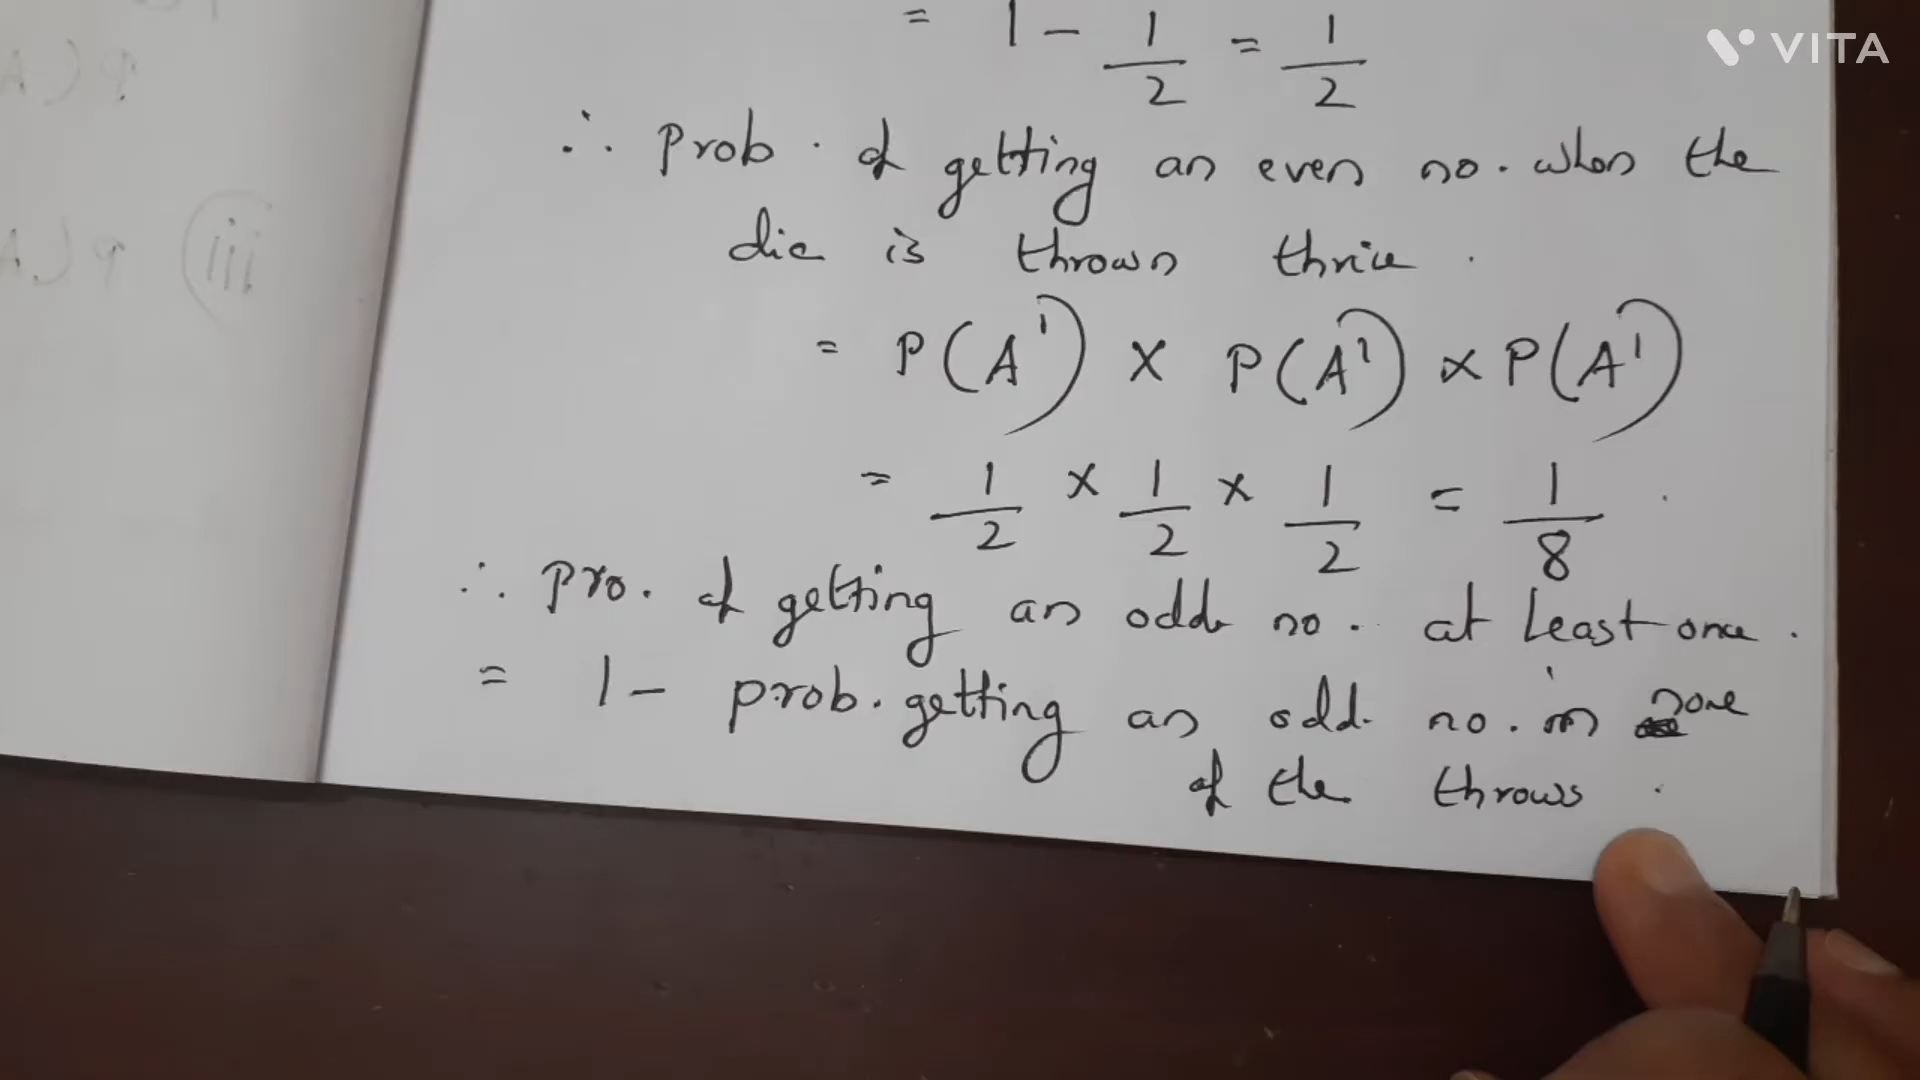 VITA
= 1 - 1/2 = 1/2
∴ Prob. of getting an even no. when the
die is thrown thrice.
= P(A') × P(A') × P(A')
= 1/2 × 1/2 × 1/2 = 1/8
∴ pro. of getting an odd no. at least once.
= 1 - prob. getting an odd no. in none
of the throws.